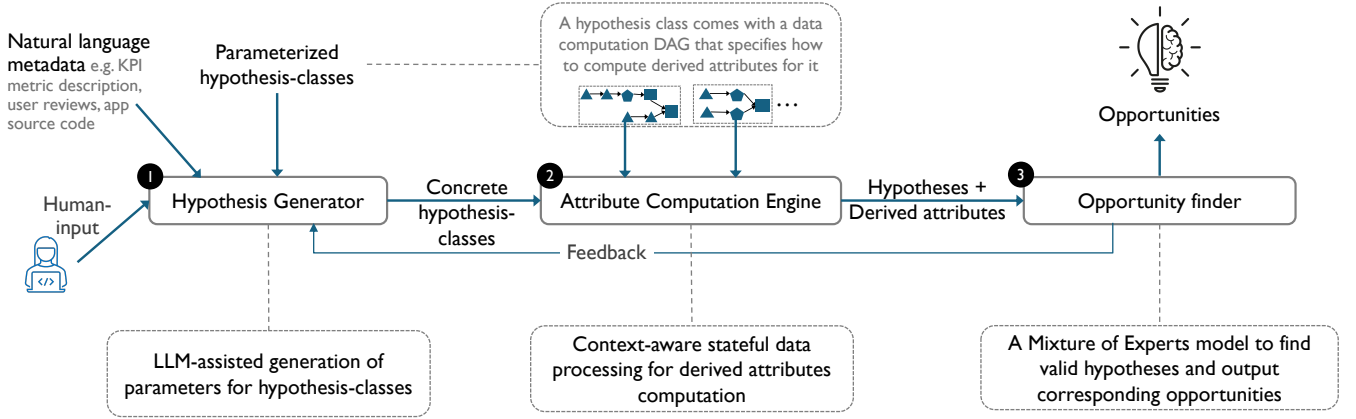 Natural language
metadata e.g. KPI
metric description,
user reviews, app
source code
Parameterized
hypothesis-classes
A hypothesis class comes with a data
computation DAG that specifies how
to compute derived attributes for it
...
Opportunities
Human-
input
1
Hypothesis Generator
Concrete
hypothesis-
classes
2
Attribute Computation Engine
Hypotheses +
Derived attributes
3
Opportunity finder
Feedback
LLM-assisted generation of
parameters for hypothesis-classes
Context-aware stateful data
processing for derived attributes
computation
A Mixture of Experts model to find
valid hypotheses and output
corresponding opportunities